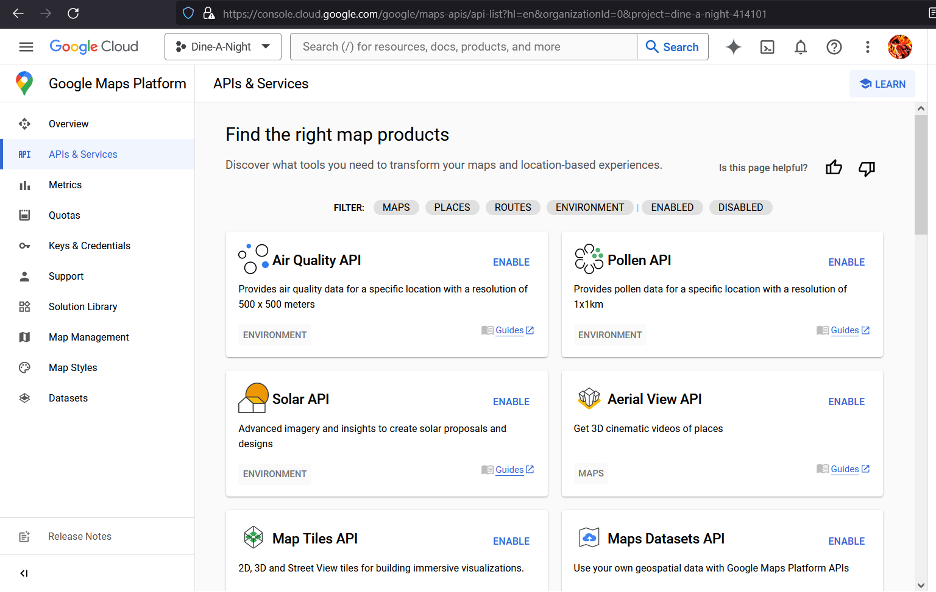 https://console.cloud.google.com/google/maps-apis/api-list?hl=en&organizationId=0&project=dine-a-night-414101
Google Cloud
Dine-A-Night
Search (/) for resources, docs, products, and more
Search
Google Maps Platform
APIs & Services
LEARN
Overview
API APIs & Services
Metrics
Quotas
Keys & Credentials
Support
Solution Library
Map Management
Map Styles
Datasets
Release Notes
Find the right map products
Discover what tools you need to transform your maps and location-based experiences.
Is this page helpful?
FILTER: MAPS PLACES ROUTES ENVIRONMENT | ENABLED DISABLED
Air Quality API ENABLE
Provides air quality data for a specific location with a resolution of
500 x 500 meters
ENVIRONMENT Guides
Pollen API ENABLE
Provides pollen data for a specific location with a resolution of
1x1km
ENVIRONMENT Guides
Solar API ENABLE
Advanced imagery and insights to create solar proposals and
designs
ENVIRONMENT Guides
Aerial View API ENABLE
Get 3D cinematic videos of places
MAPS Guides
Map Tiles API ENABLE
2D, 3D and Street View tiles for building immersive visualizations.
Maps Datasets API ENABLE
Use your own geospatial data with Google Maps Platform APIs